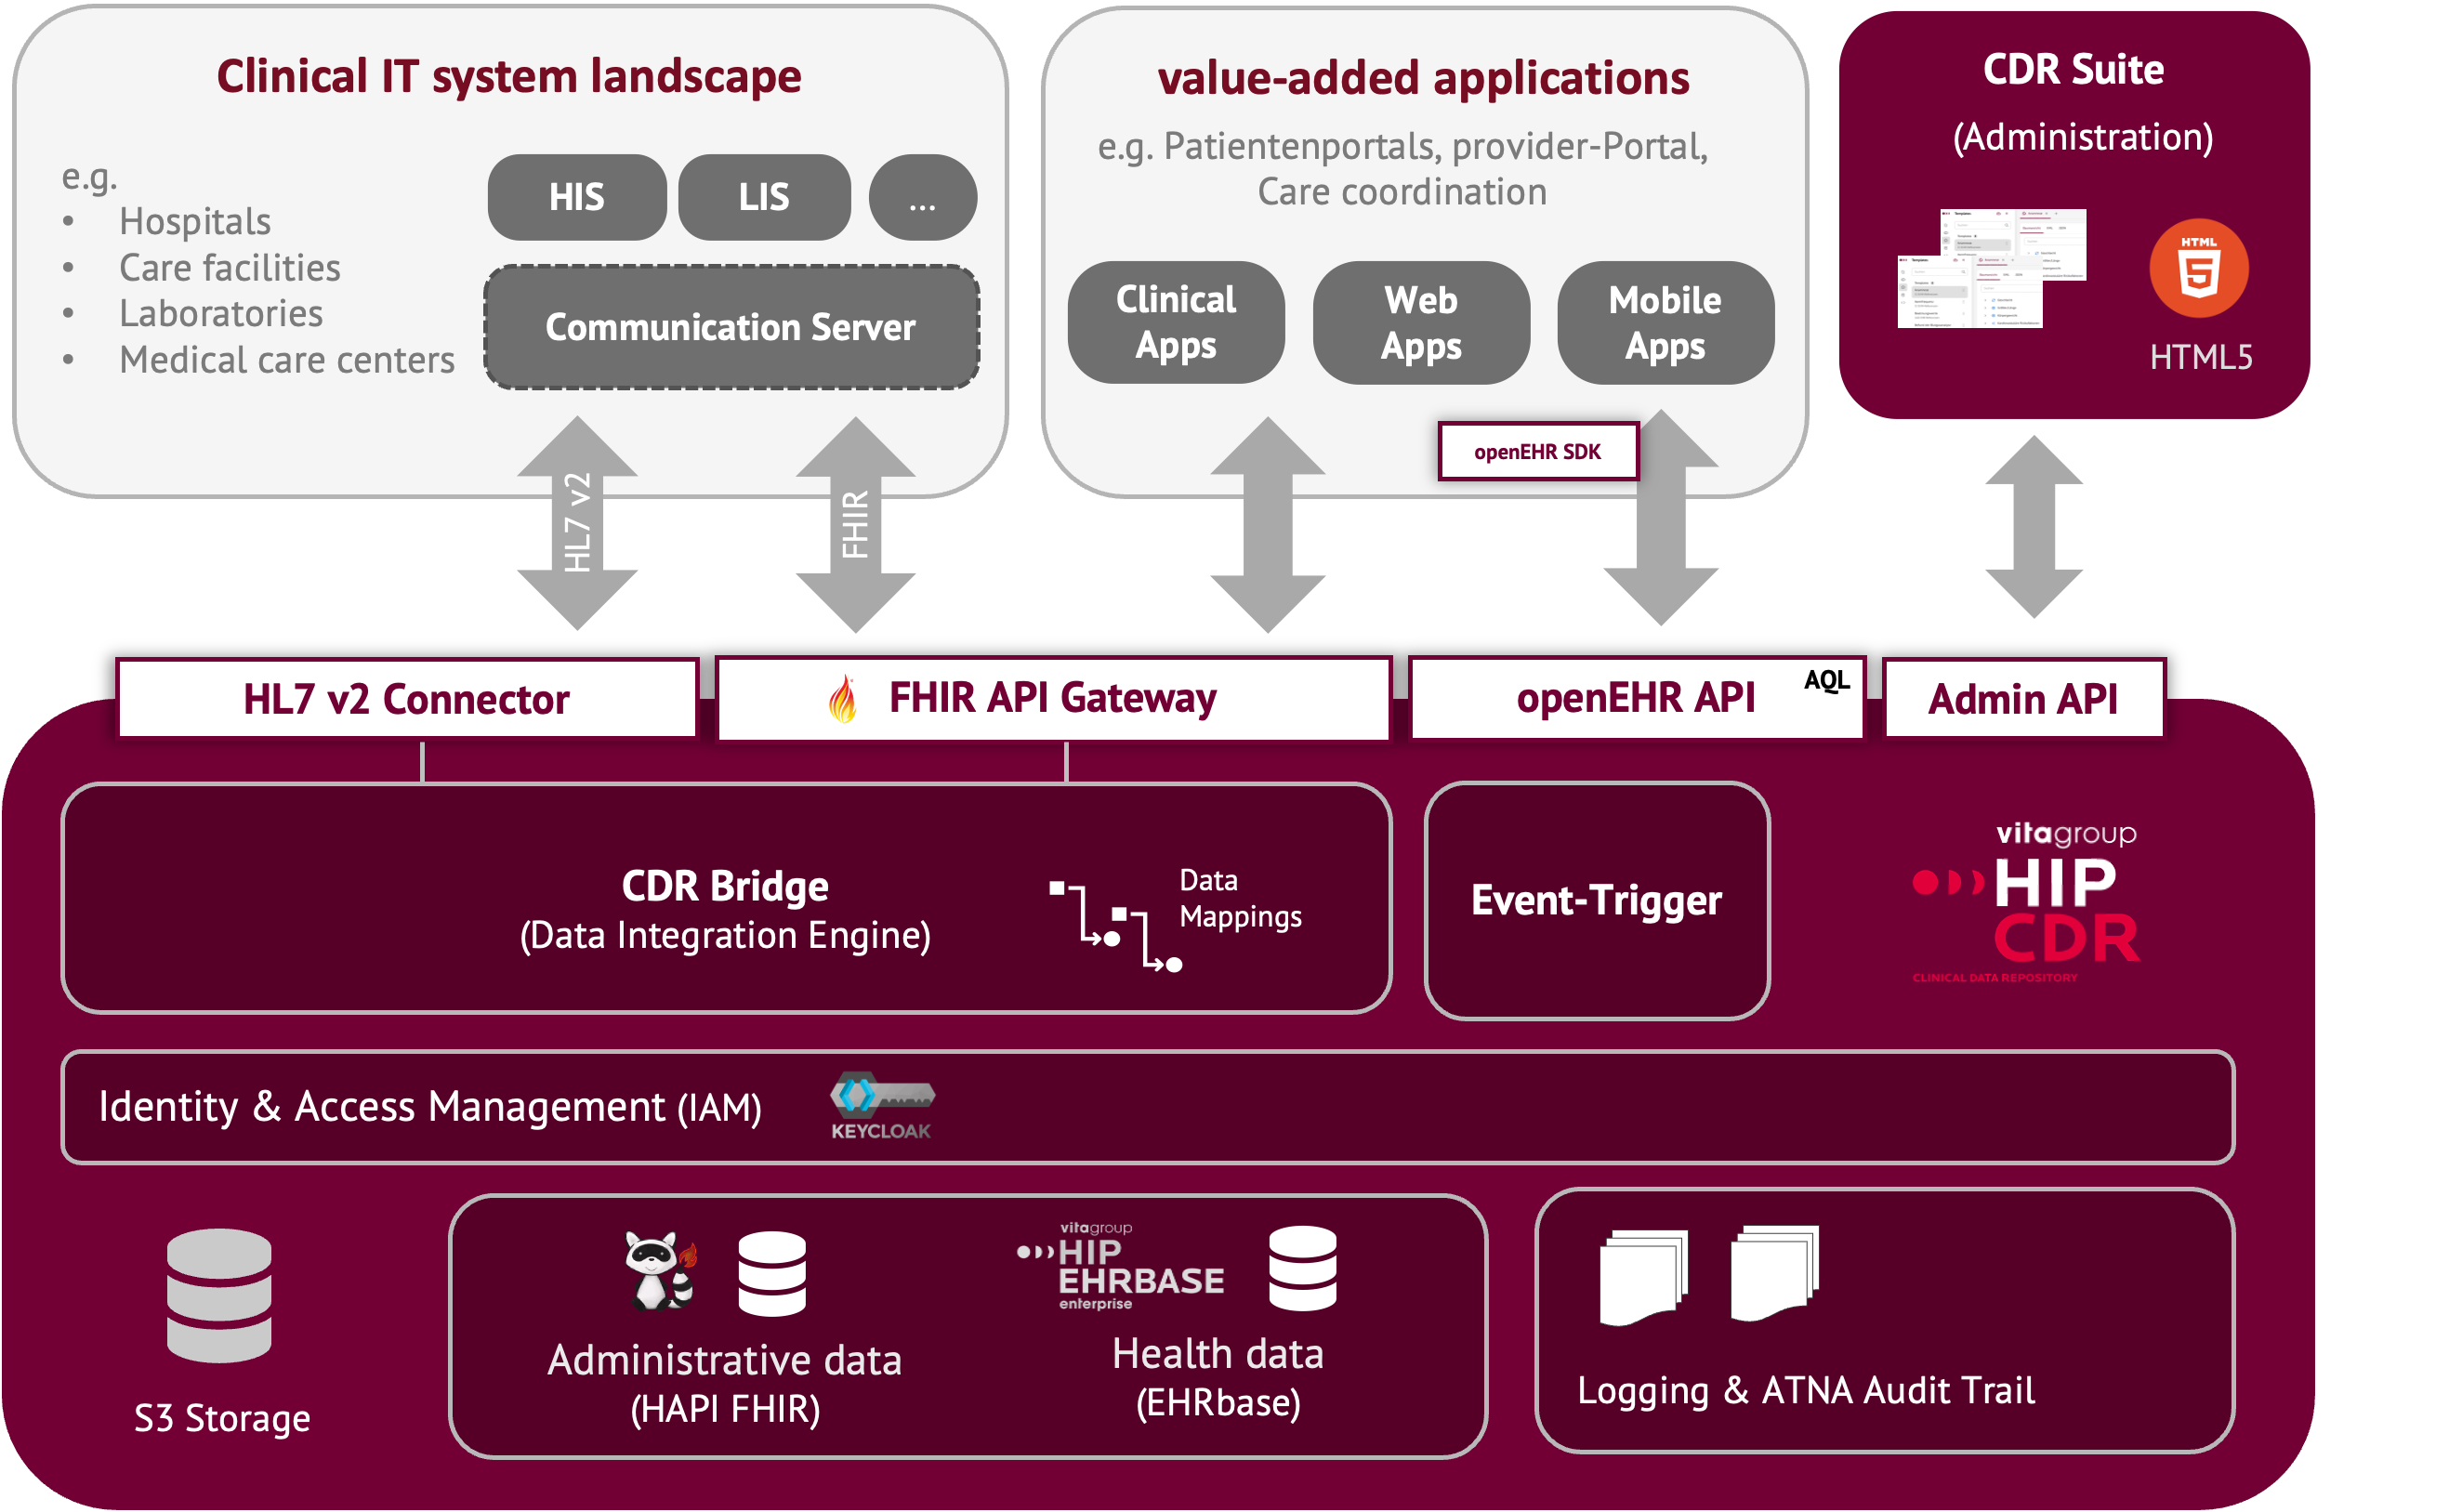 Clinical IT system landscape
e.g.
• Hospitals
• Care facilities
• Laboratories
• Medical care centers
HIS
LIS
...
Communication Server
HL7 v2
FHIR
value-added applications
e.g. Patientenportals, provider-Portal,
Care coordination
Clinical
Apps
Web
Apps
Mobile
Apps
openEHR SDK
CDR Suite
(Administration)
HTML
5
HTML5
HL7 v2 Connector
FHIR API Gateway
openEHR API
AQL
Admin API
CDR Bridge
(Data Integration Engine)
Data
Mappings
Event-Trigger
vitagroup
HIP
CDR
CLINICAL DATA REPOSITORY
Identity & Access Management (IAM)
KEYCLOAK
S3 Storage
Administrative data
(HAPI FHIR)
vitagroup
HIP
EHRBASE
enterprise
Health data
(EHRbase)
Logging & ATNA Audit Trail